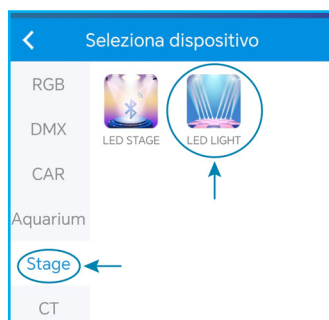 Seleziona dispositivo
RGB
DMX
CAR
Aquarium
Stage
CT
LED STAGE
LED LIGHT